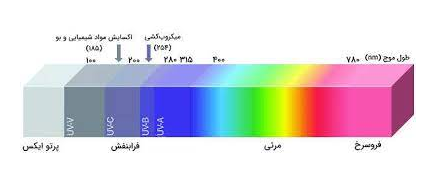 میکروب‌کشی
(۲۵۴)
اکسایش مواد شیمیایی و بو
(۱۸۵)
طول موج (nm) ۷۸۰ ۴۰۰ ۳۱۵ ۲۸۰ ۲۰۰ ۱۰۰
UV-V UV-C UV-B UV-A
پرتو ایکس فرابنفش مرئی فروسرخ